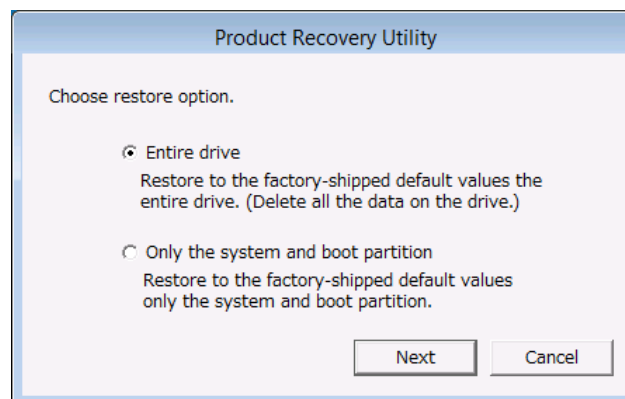 Product Recovery Utility
Choose restore option.
Entire drive
Restore to the factory-shipped default values the
entire drive. (Delete all the data on the drive.)
Only the system and boot partition
Restore to the factory-shipped default values
only the system and boot partition.
Next
Cancel